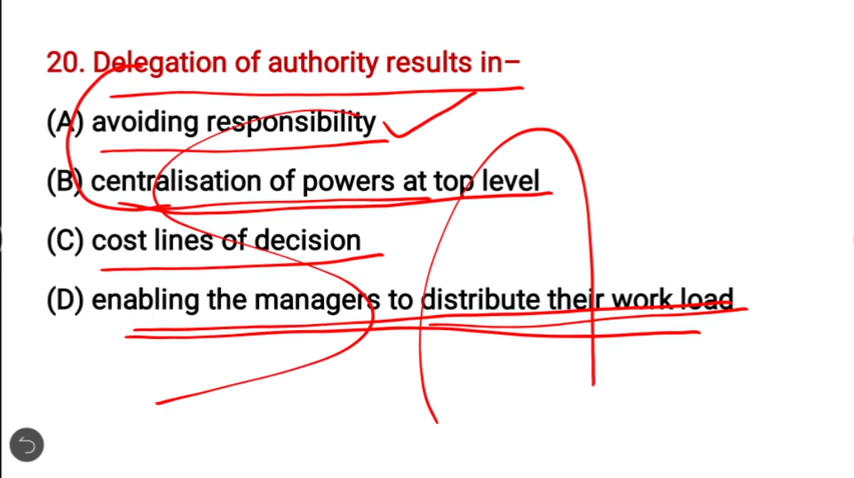 20. Delegation of authority results in–
(A) avoiding responsibility
(B) centralisation of powers at top level
(C) cost lines of decision
(D) enabling the managers to distribute their work load